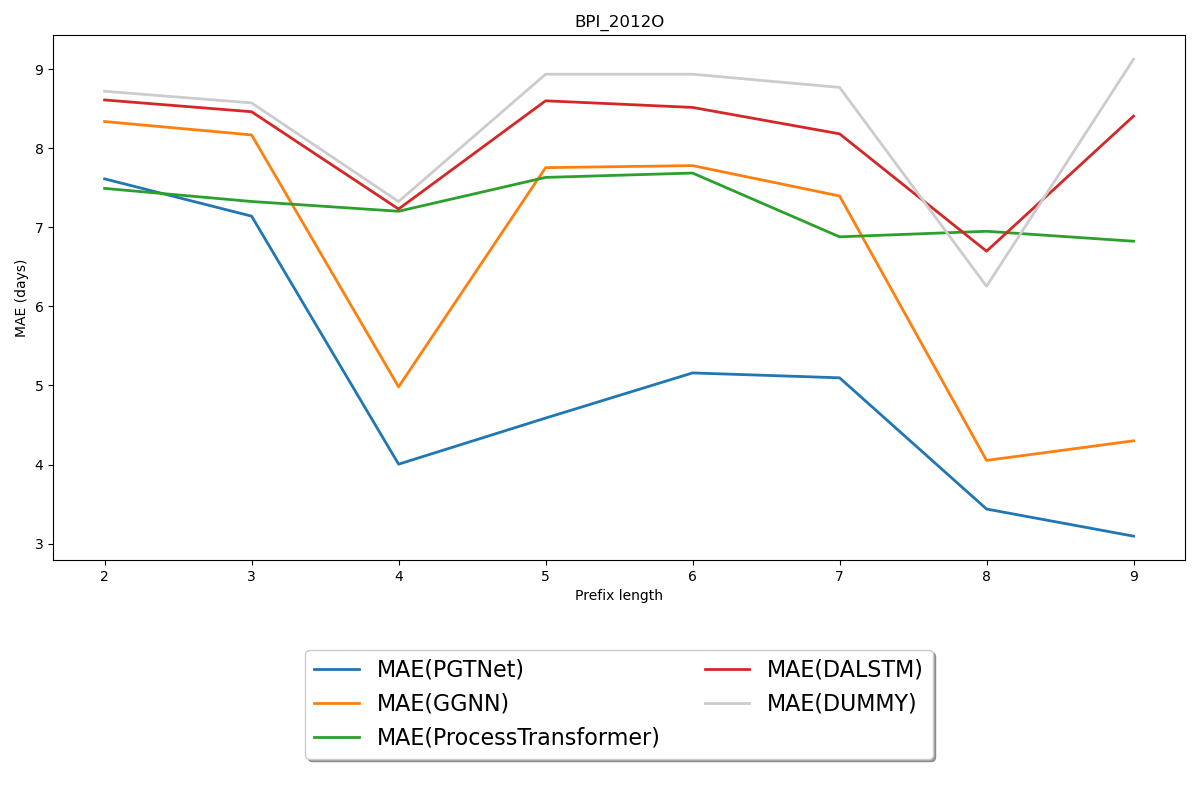 BPI_2012O
MAE (days)
9
8
7
6
5
4
3
2 3 4 5 6 7 8 9
Prefix length
MAE(PGTNet)
MAE(GGNN)
MAE(ProcessTransformer)
MAE(DALSTM)
MAE(DUMMY)